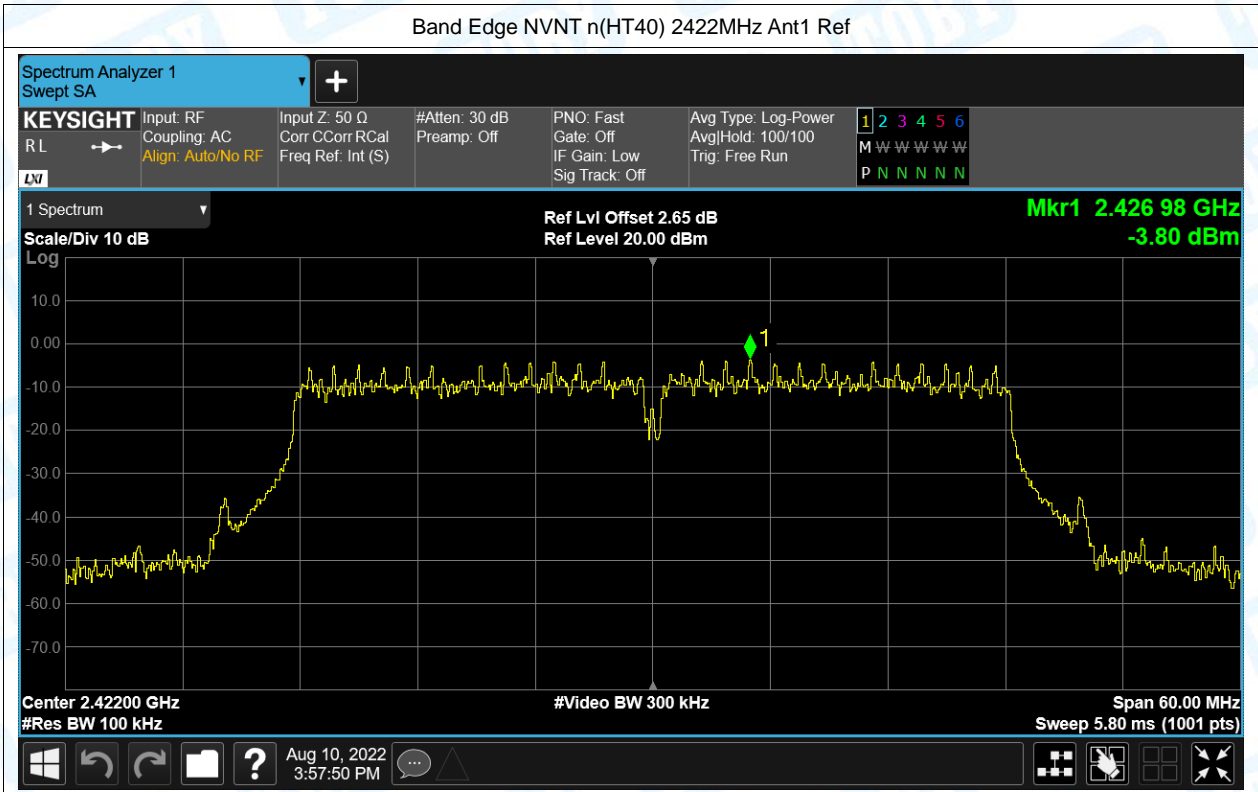 Band Edge NVNT n(HT40) 2422MHz Ant1 Ref
Spectrum Analyzer 1
Swept SA
+
KEYSIGHT
R L
LXI
Input: RF
Coupling: AC
Align: Auto/No RF
Input Z: 50 Ω
Corr CCorr RCal
Freq Ref: Int (S)
#Atten: 30 dB
Preamp: Off
PNO: Fast
Gate: Off
IF Gain: Low
Sig Track: Off
Avg Type: Log-Power
Avg|Hold: 100/100
Trig: Free Run
1 2 3 4 5 6
M W W W W W
P N N N N N
1 Spectrum
Scale/Div 10 dB
Log
Ref Lvl Offset 2.65 dB
Ref Level 20.00 dBm
Mkr1 2.426 98 GHz
-3.80 dBm
1
10.0
0.00
-10.0
-20.0
-30.0
-40.0
-50.0
-60.0
-70.0
Center 2.42200 GHz
#Res BW 100 kHz
#Video BW 300 kHz
Span 60.00 MHz
Sweep 5.80 ms (1001 pts)
?
Aug 10, 2022
3:57:50 PM